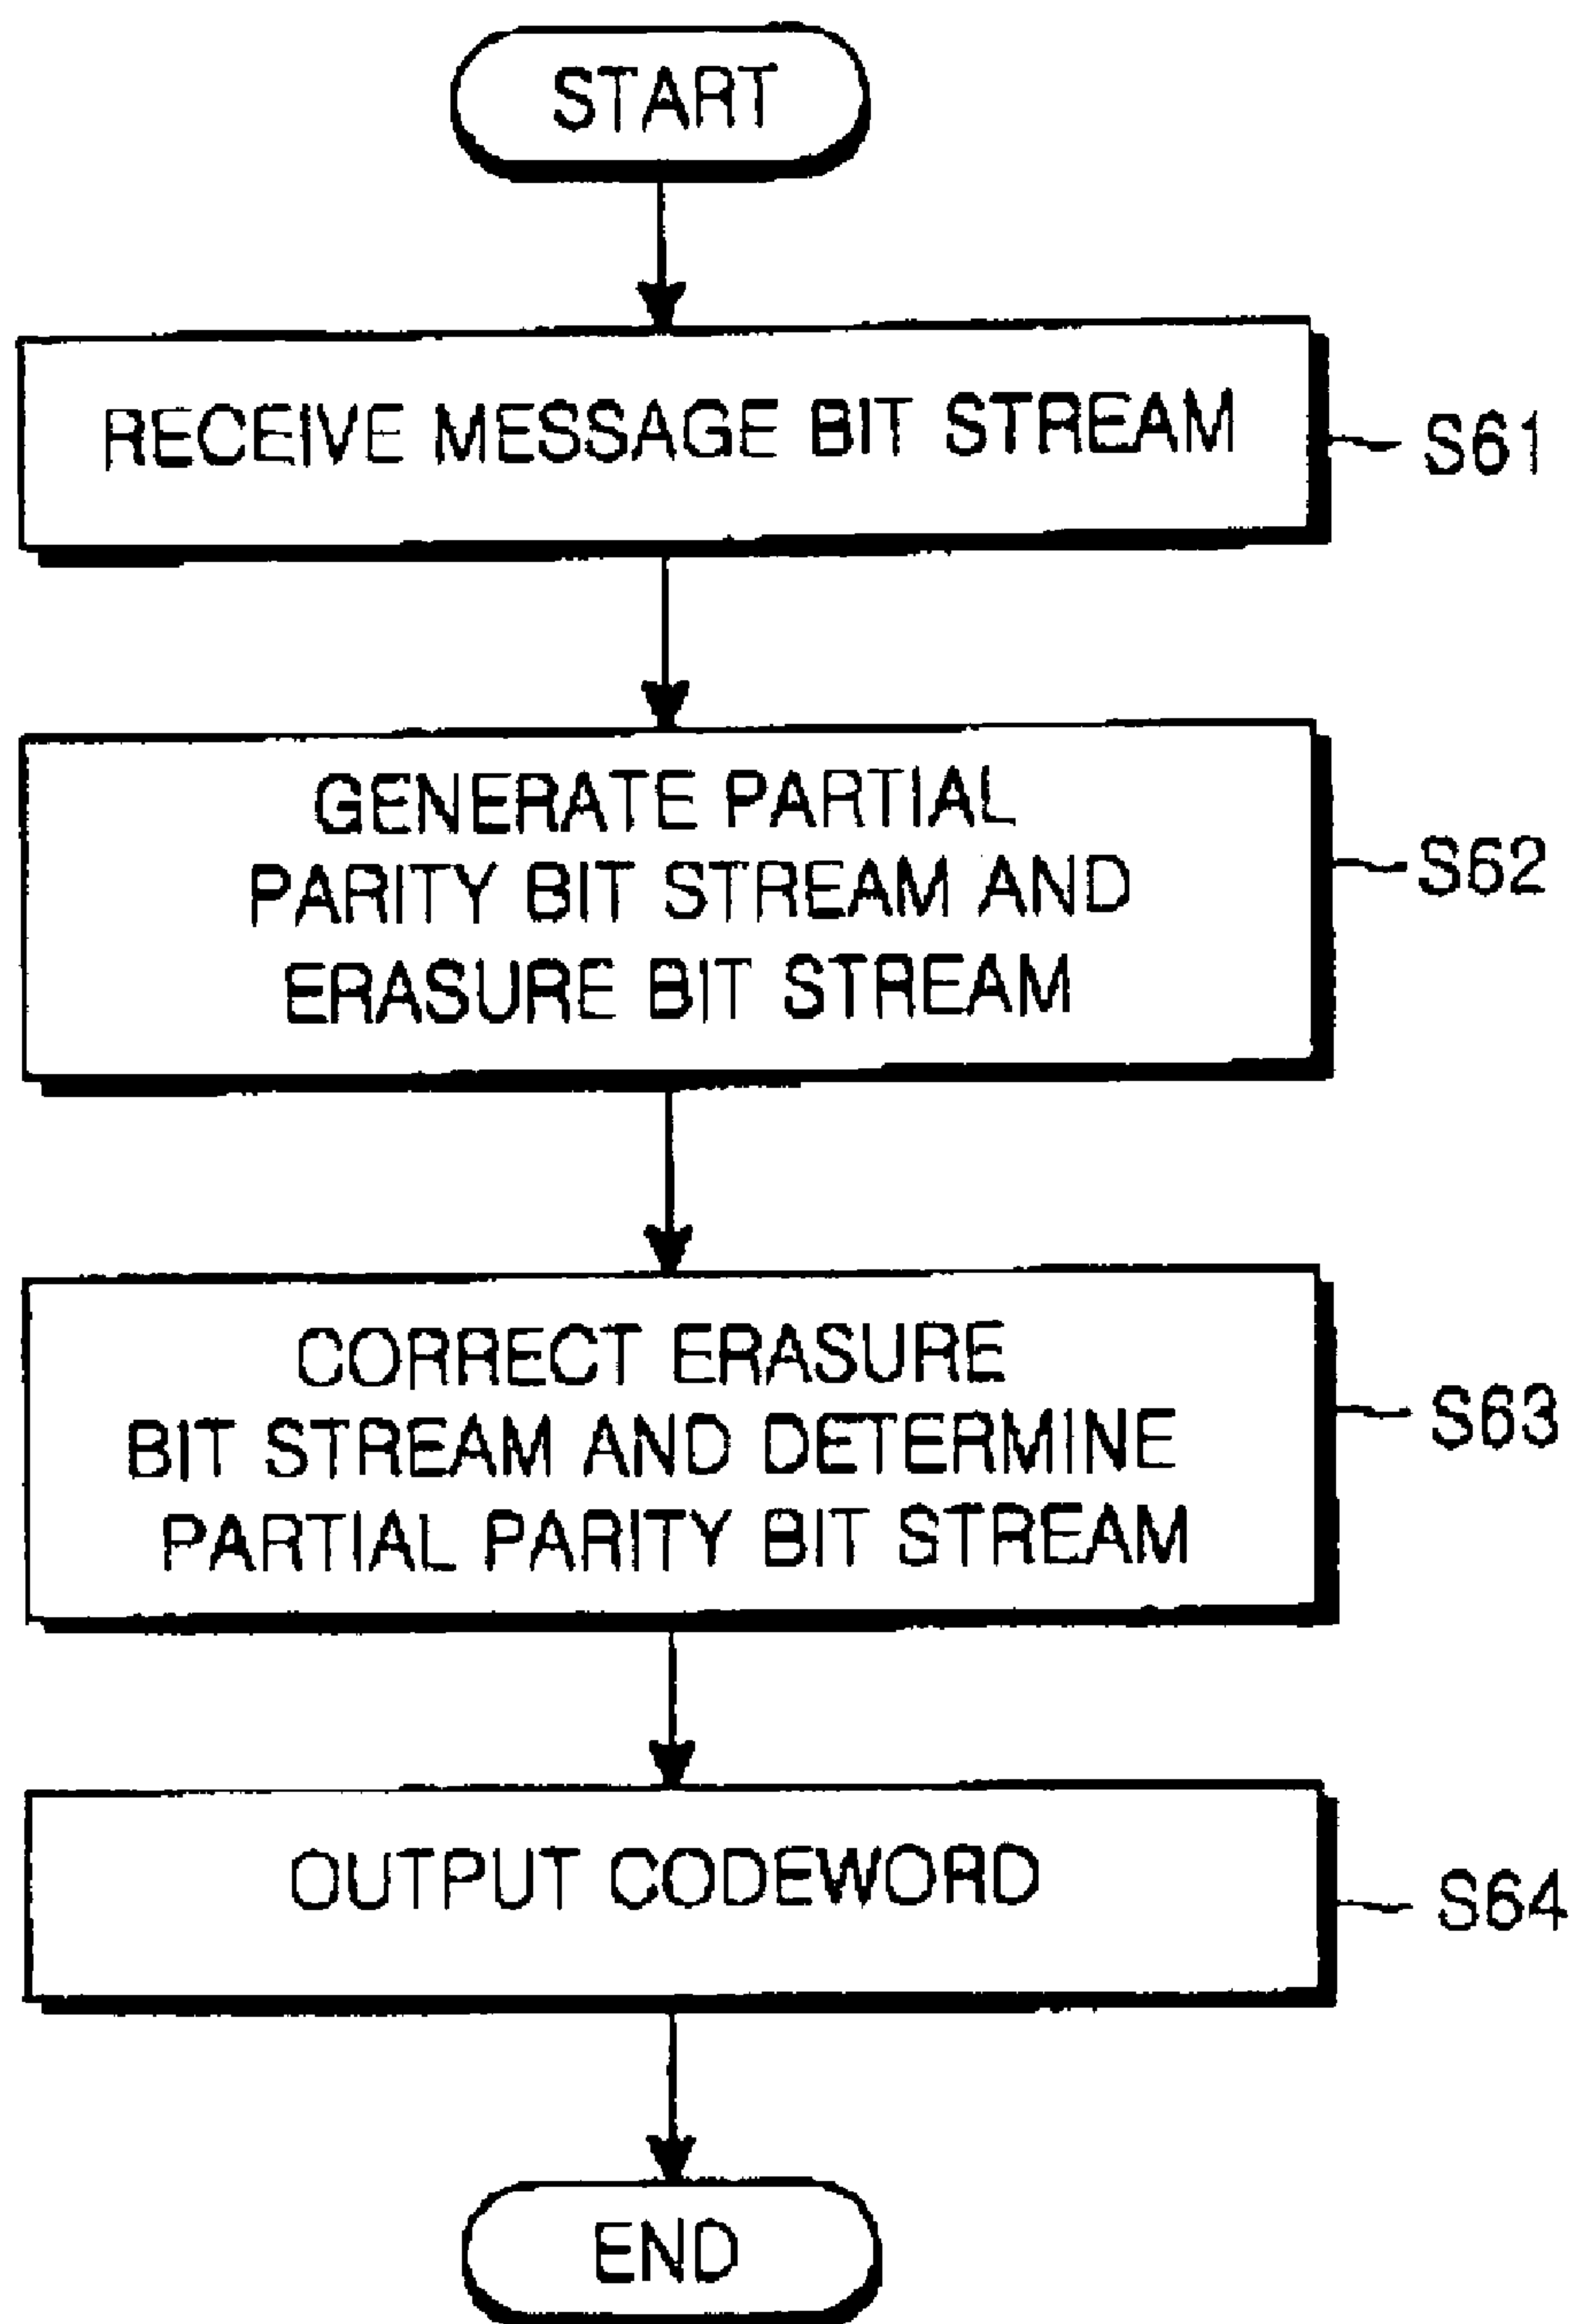 START
RECEIVE MESSAGE BIT STREAM
S61
GENERATE PARTIAL
PARITY BIT STREAM AND
ERASURE BIT STREAM
S62
CORRECT ERASURE
BIT STREAM AND DETERMINE
PARTIAL PARITY BIT STREAM
S63
OUTPUT CODEWORD
S64
END